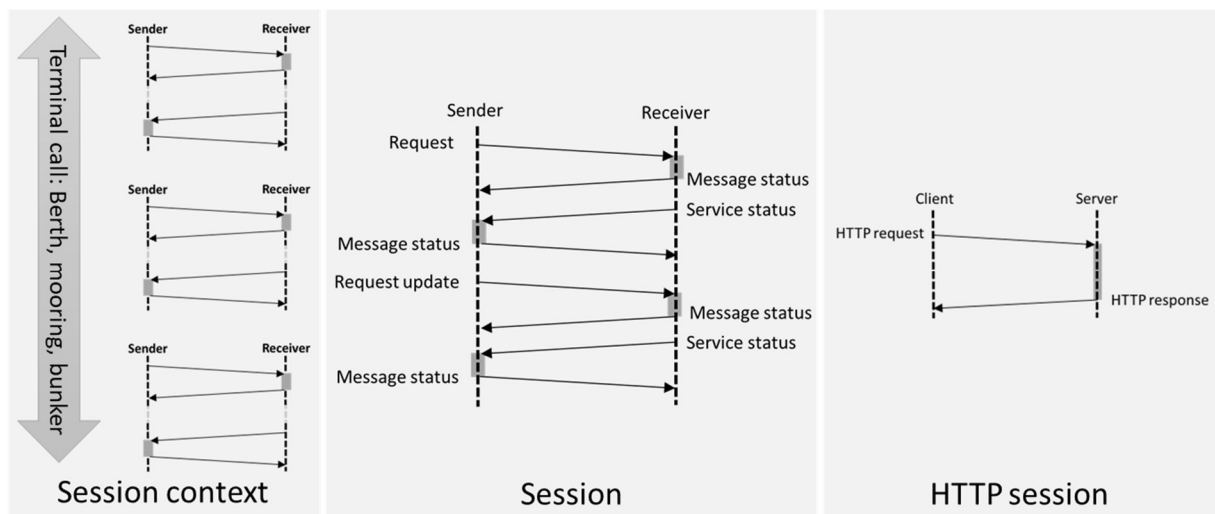 Terminal call: Berth, mooring, bunker
Sender Receiver
Sender Receiver
Sender Receiver
Session context
Sender Receiver
Request
Message status
Service status
Message status
Request update
Message status
Service status
Message status
Session
Client Server
HTTP request
HTTP response
HTTP session